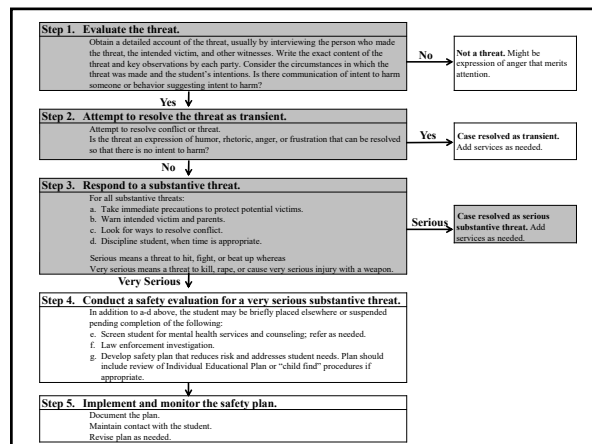 Step 1. Evaluate the threat.
Obtain a detailed account of the threat, usually by interviewing the person who made
the threat, the intended victim, and other witnesses. Write the exact content of the
threat and key observations by each party. Consider the circumstances in which the
threat was made and the student's intentions. Is there communication of intent to harm
someone or behavior suggesting intent to harm?
No
Not a threat. Might be
expression of anger that merits
attention.
Yes
Step 2. Attempt to resolve the threat as transient.
Attempt to resolve conflict or threat.
Is the threat an expression of humor, rhetoric, anger, or frustration that can be resolved
so that there is no intent to harm?
Yes
Case resolved as transient.
Add services as needed.
No
Step 3. Respond to a substantive threat.
For all substantive threats:
a. Take immediate precautions to protect potential victims.
b. Warn intended victim and parents.
c. Look for ways to resolve conflict.
d. Discipline student, when time is appropriate.
Serious means a threat to hit, fight, or beat up whereas
Very serious means a threat to kill, rape, or cause very serious injury with a weapon.
Serious
Case resolved as serious
substantive threat. Add
services as needed.
Very Serious
Step 4. Conduct a safety evaluation for a very serious substantive threat.
In addition to a-d above, the student may be briefly placed elsewhere or suspended
pending completion of the following:
e. Screen student for mental health services and counseling; refer as needed.
f. Law enforcement investigation.
g. Develop safety plan that reduces risk and addresses student needs. Plan should
include review of Individual Educational Plan or "child find" procedures if
appropriate.
Step 5. Implement and monitor the safety plan.
Document the plan.
Maintain contact with the student.
Revise plan as needed.